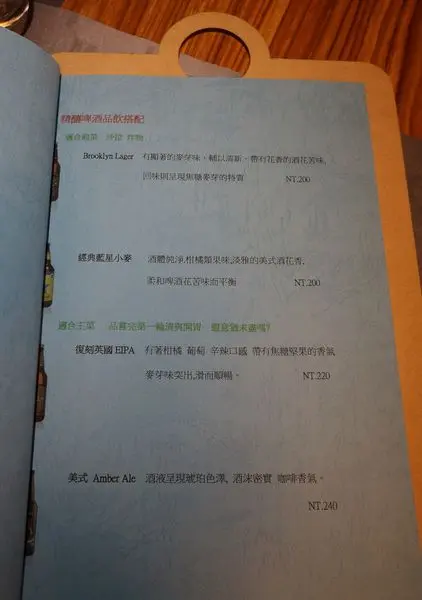 精釀啤酒品飲搭配
適合前菜 沙拉 炸物
Brooklyn Lager 有顯著的麥芽味,輔以清新、帶有花香的酒花苦味,
回味則呈現焦糖麥芽的特質 NT.200
經典藍星小麥 酒體純淨,柑橘類果味,淡雅的美式酒花香,
柔和啤酒花苦味而平衡 NT.200
適合主菜 品嘗完第一輪清爽開胃 覺意猶未盡嗎?
復刻英國EIPA 有著柑橘 葡萄 辛辣口感 帶有焦糖堅果的香氣
麥芽味突出,滑而順暢。 NT.220
美式 Amber Ale 酒液呈現琥珀色澤, 酒沫密實 咖啡香氣。
NT.240